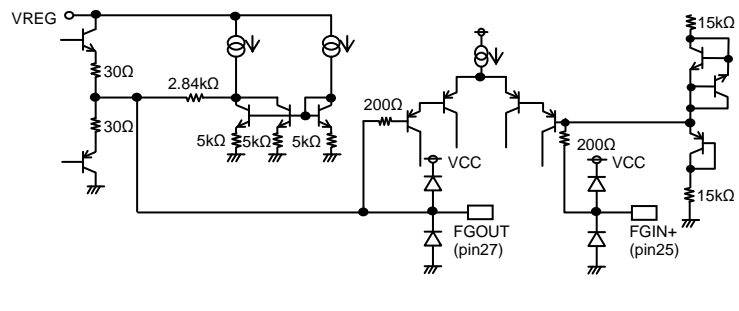 VREG
15kΩ
30Ω
2.84kΩ
200Ω
30Ω
5kΩ 5kΩ 5kΩ
200Ω
VCC
VCC
15kΩ
FGOUT
(pin27)
FGIN+
(pin25)